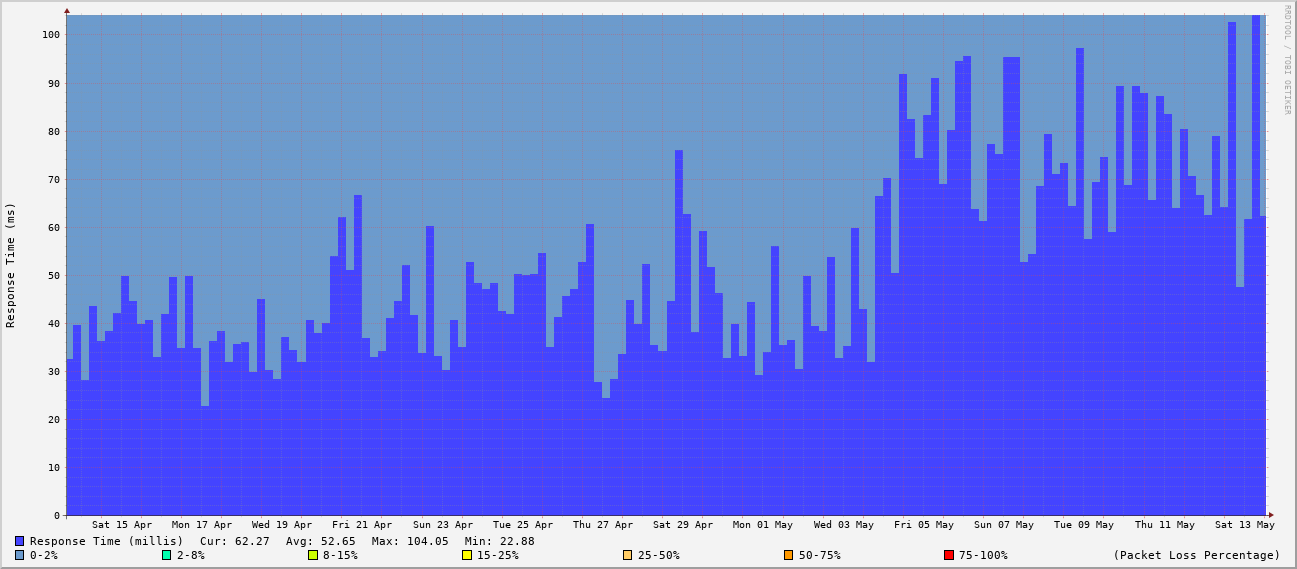 RRDTOOL / TOBI OETIKER
Response Time (ms)
100
90
80
70
60
50
40
30
20
10
0
Sat 15 Apr Mon 17 Apr Wed 19 Apr Fri 21 Apr Sun 23 Apr Tue 25 Apr Thu 27 Apr Sat 29 Apr Mon 01 May Wed 03 May Fri 05 May Sun 07 May Tue 09 May Thu 11 May Sat 13 May
Response Time (millis) Cur: 62.27 Avg: 52.65 Max: 104.05 Min: 22.88
0-2% 2-8% 8-15% 15-25% 25-50% 50-75% 75-100% (Packet Loss Percentage)